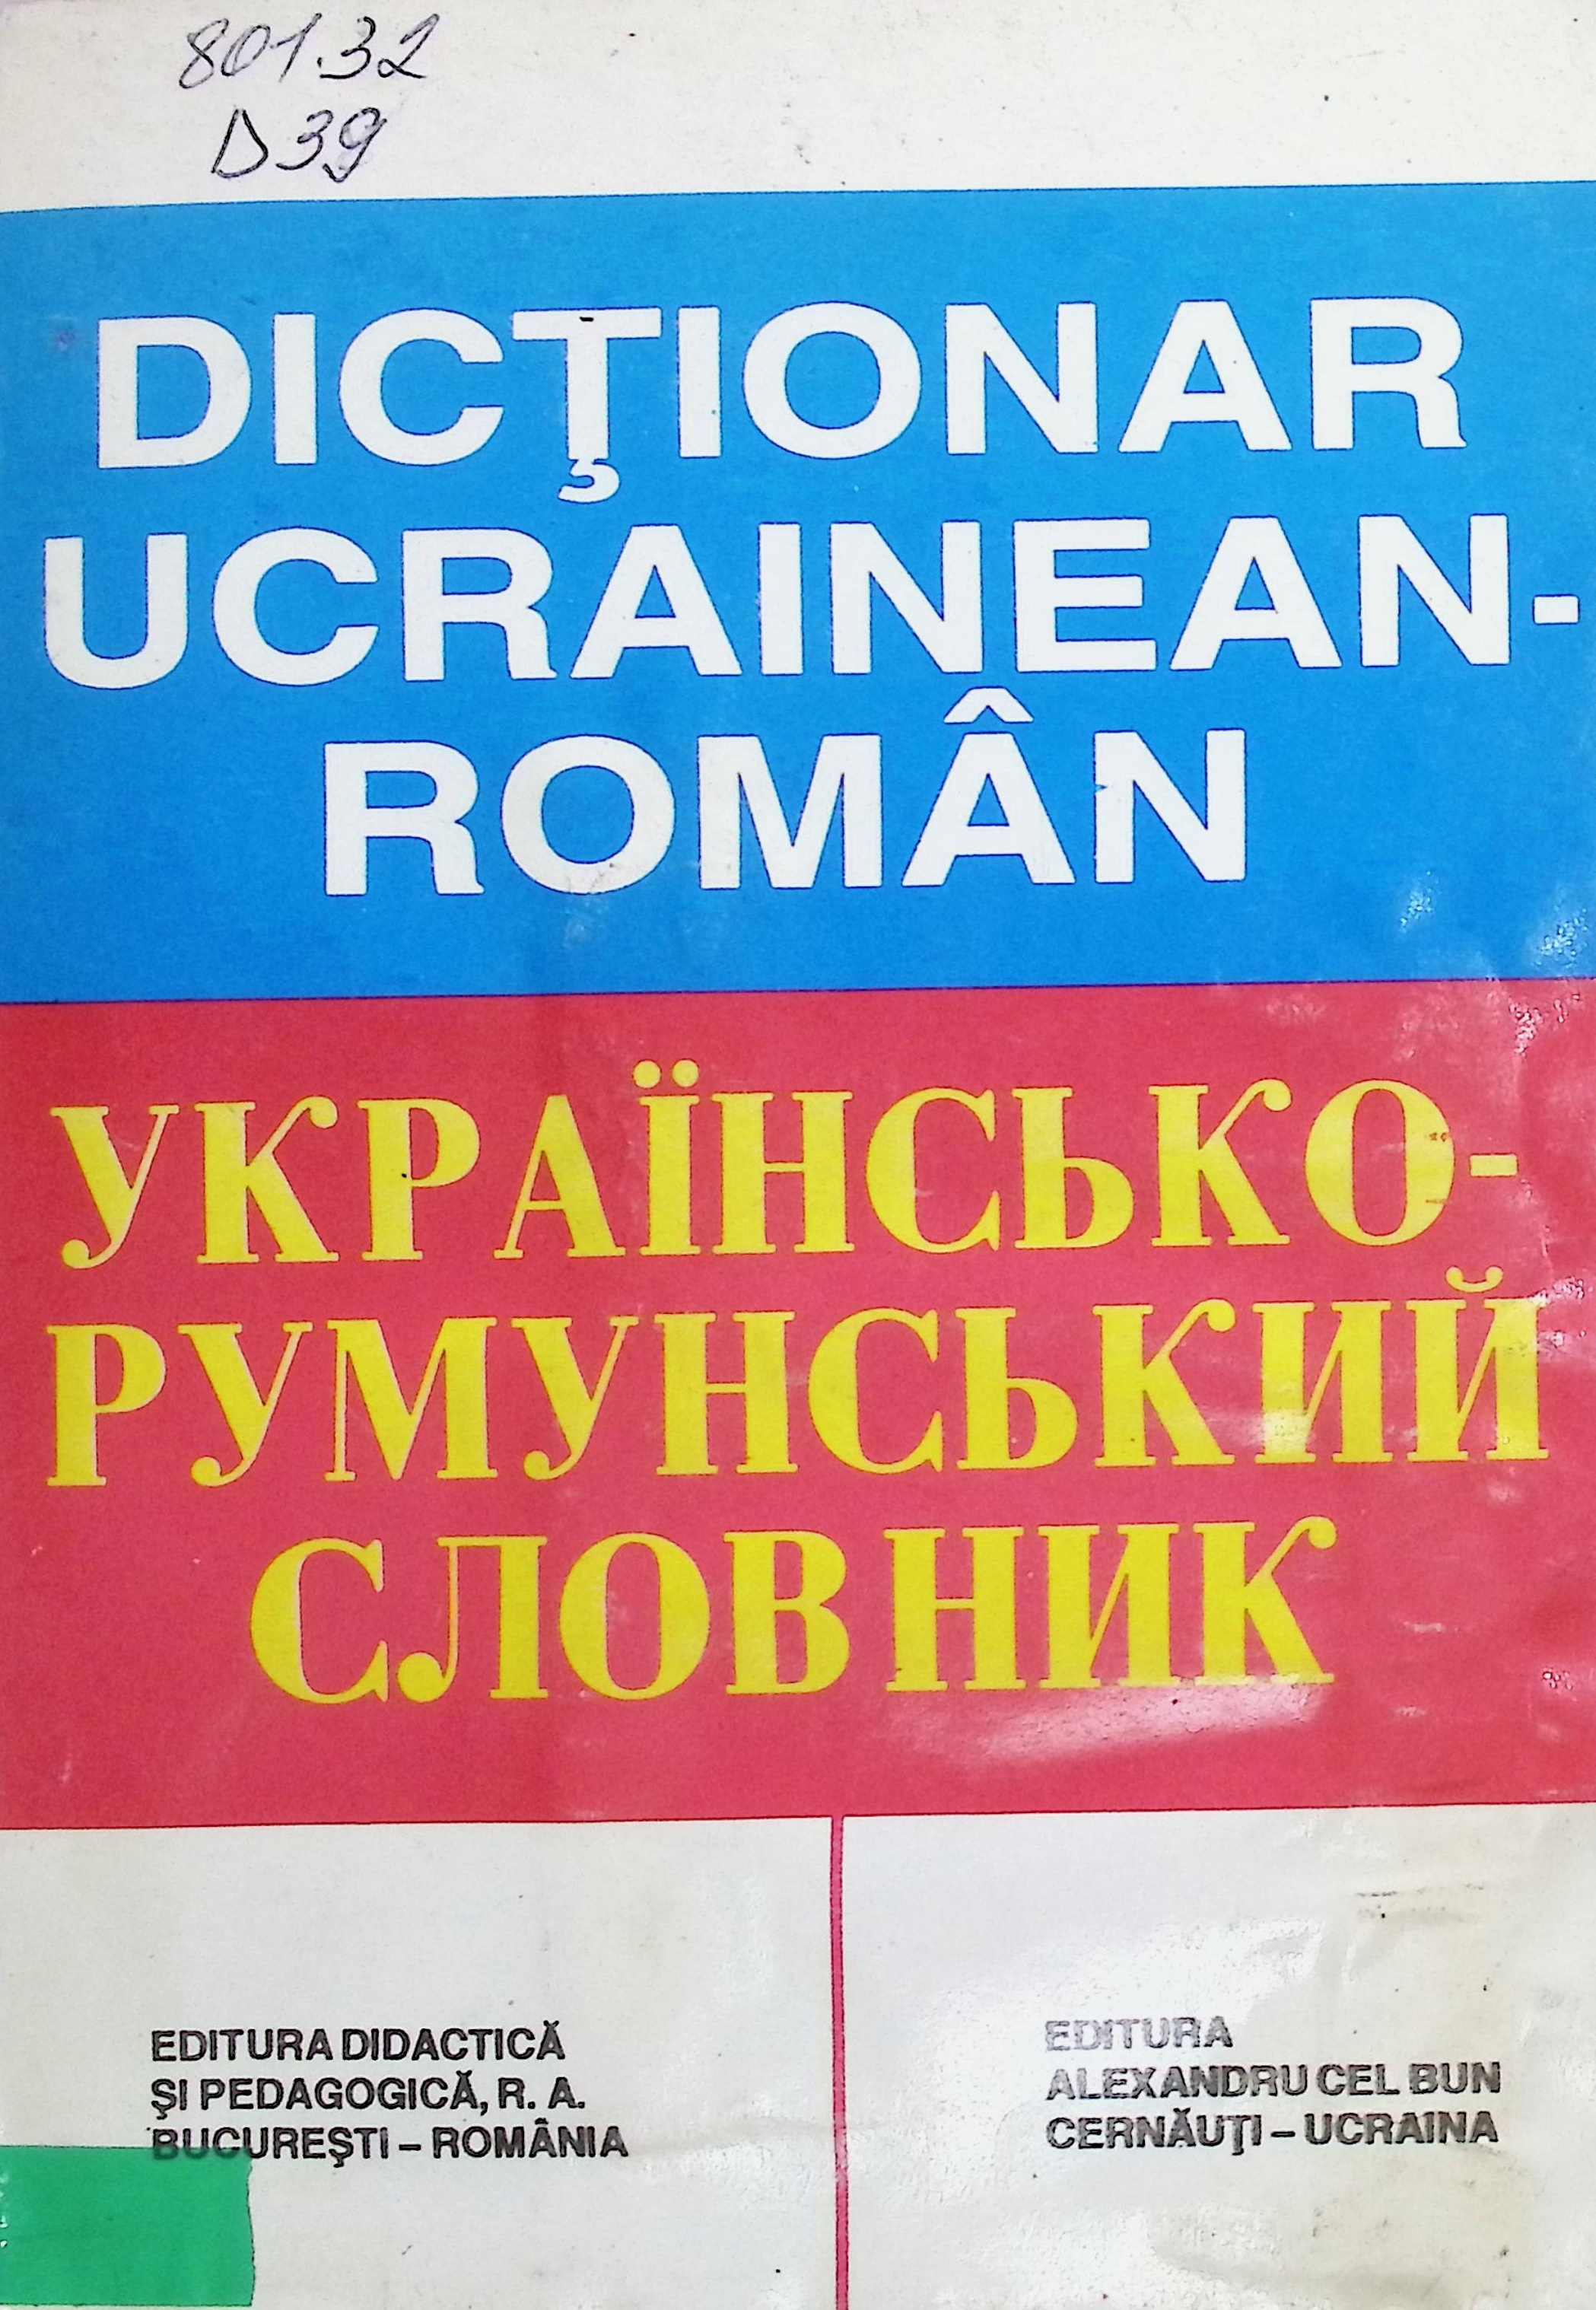 801.32
D39
DICŢIONAR
UCRAINEAN-
ROMÂN
УКРАЇНСЬКО-
РУМУНСЬКИЙ
СЛОВНИК
EDITURA DIDACTICĂ
ŞI PEDAGOGICĂ, R. A.
BUCUREŞTI – ROMÂNIA
EDITURA
ALEXANDRU CEL BUN
CERNĂUŢI – UCRAINA